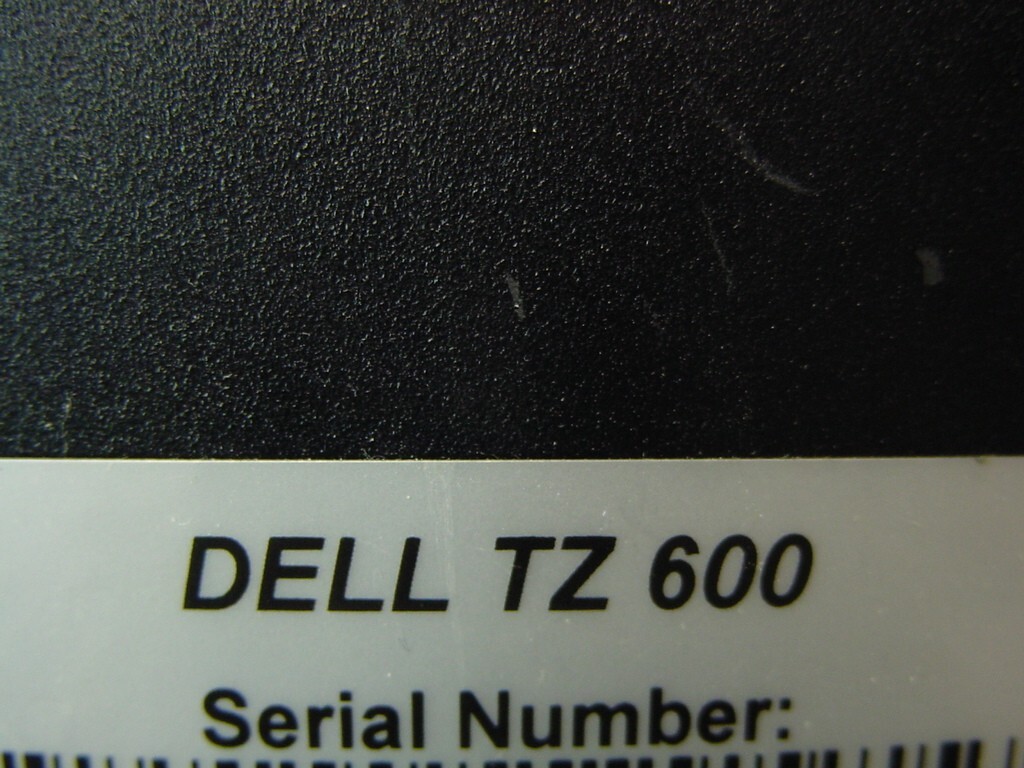 DELL TZ 600
Serial Number: